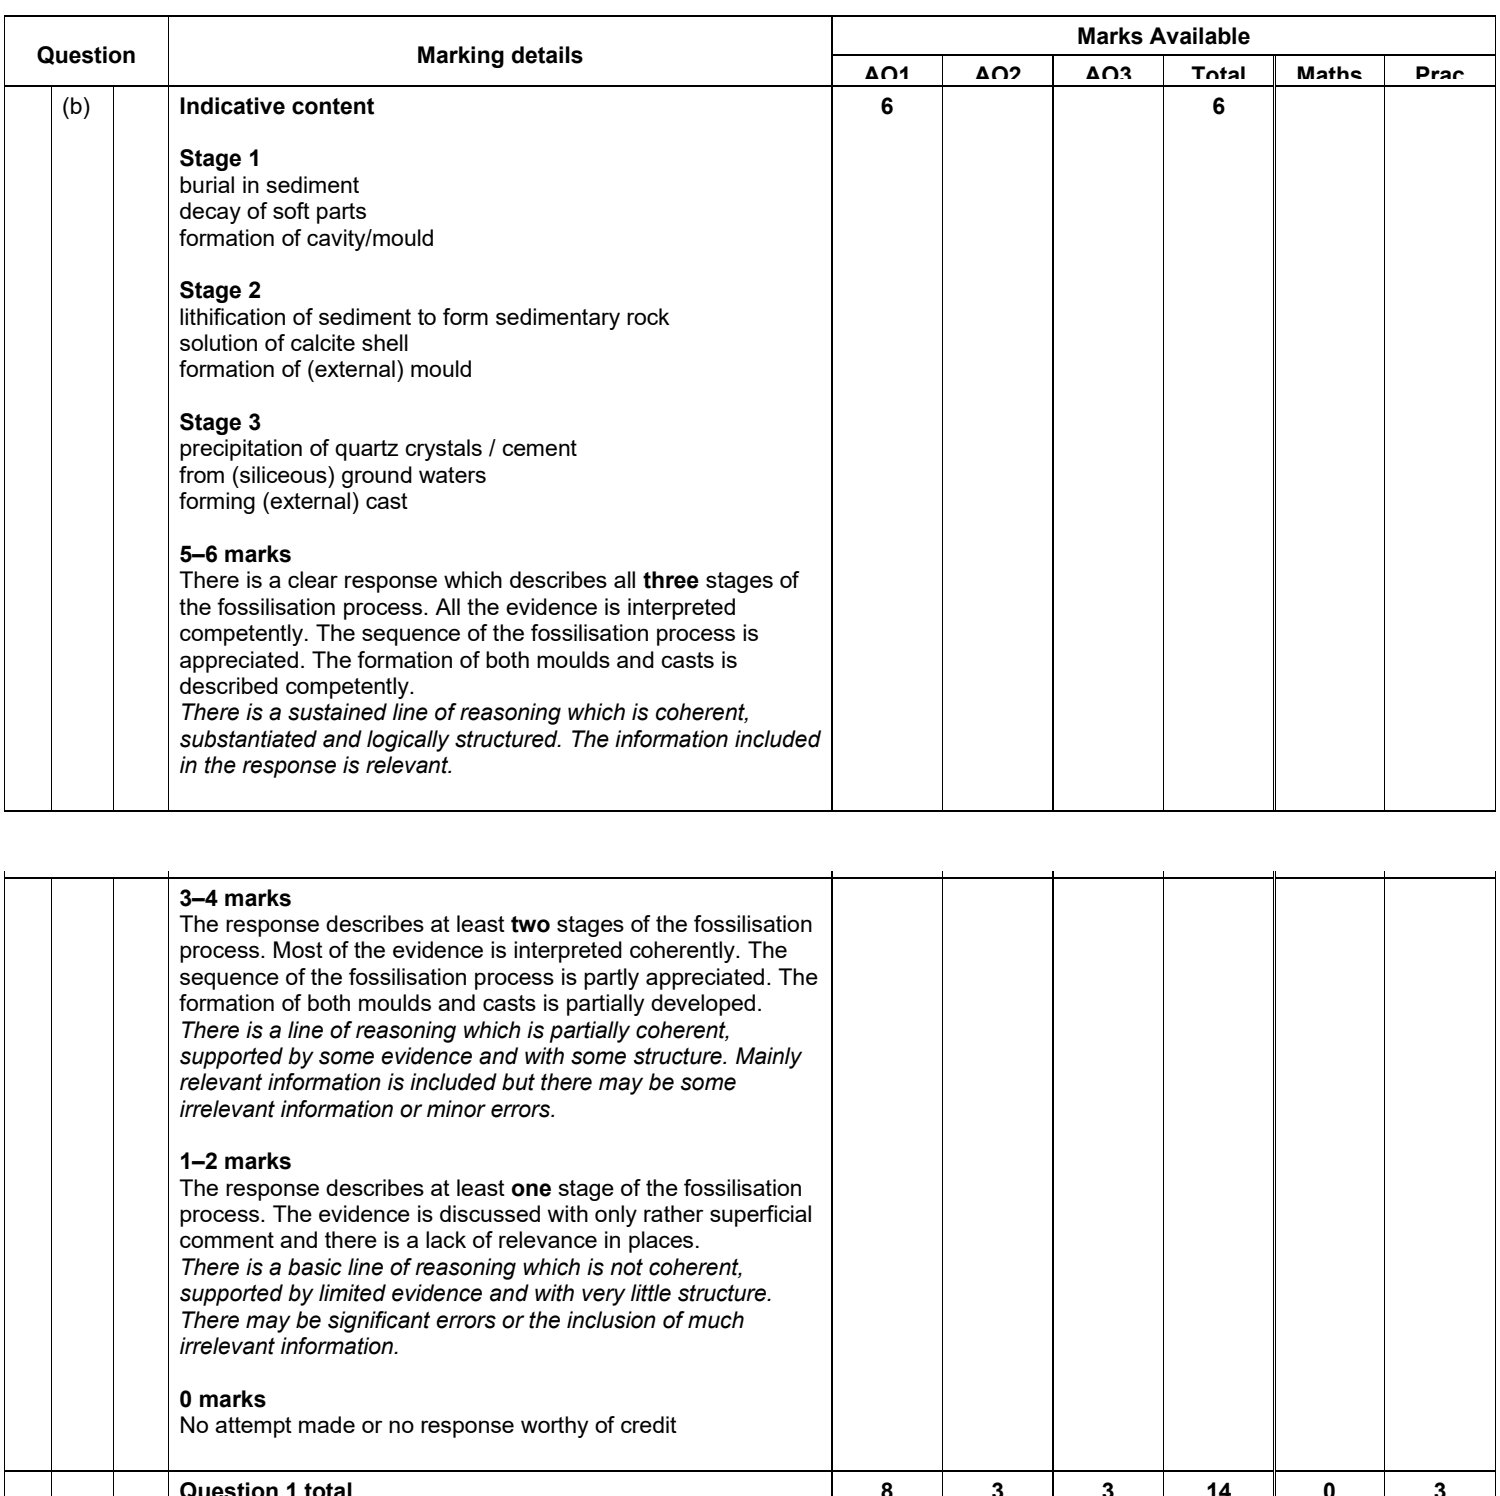 Question Marking details Marks Available
AO1 AO2 AO3 Total Maths Prac
(b) Indicative content 6 6
Stage 1
burial in sediment
decay of soft parts
formation of cavity/mould
Stage 2
lithification of sediment to form sedimentary rock
solution of calcite shell
formation of (external) mould
Stage 3
precipitation of quartz crystals / cement
from (siliceous) ground waters
forming (external) cast
5–6 marks
There is a clear response which describes all three stages of
the fossilisation process. All the evidence is interpreted
competently. The sequence of the fossilisation process is
appreciated. The formation of both moulds and casts is
described competently.
There is a sustained line of reasoning which is coherent,
substantiated and logically structured. The information included
in the response is relevant.
3–4 marks
The response describes at least two stages of the fossilisation
process. Most of the evidence is interpreted coherently. The
sequence of the fossilisation process is partly appreciated. The
formation of both moulds and casts is partially developed.
There is a line of reasoning which is partially coherent,
supported by some evidence and with some structure. Mainly
relevant information is included but there may be some
irrelevant information or minor errors.
1–2 marks
The response describes at least one stage of the fossilisation
process. The evidence is discussed with only rather superficial
comment and there is a lack of relevance in places.
There is a basic line of reasoning which is not coherent,
supported by limited evidence and with very little structure.
There may be significant errors or the inclusion of much
irrelevant information.
0 marks
No attempt made or no response worthy of credit
Question 1 total 8 3 3 14 0 3